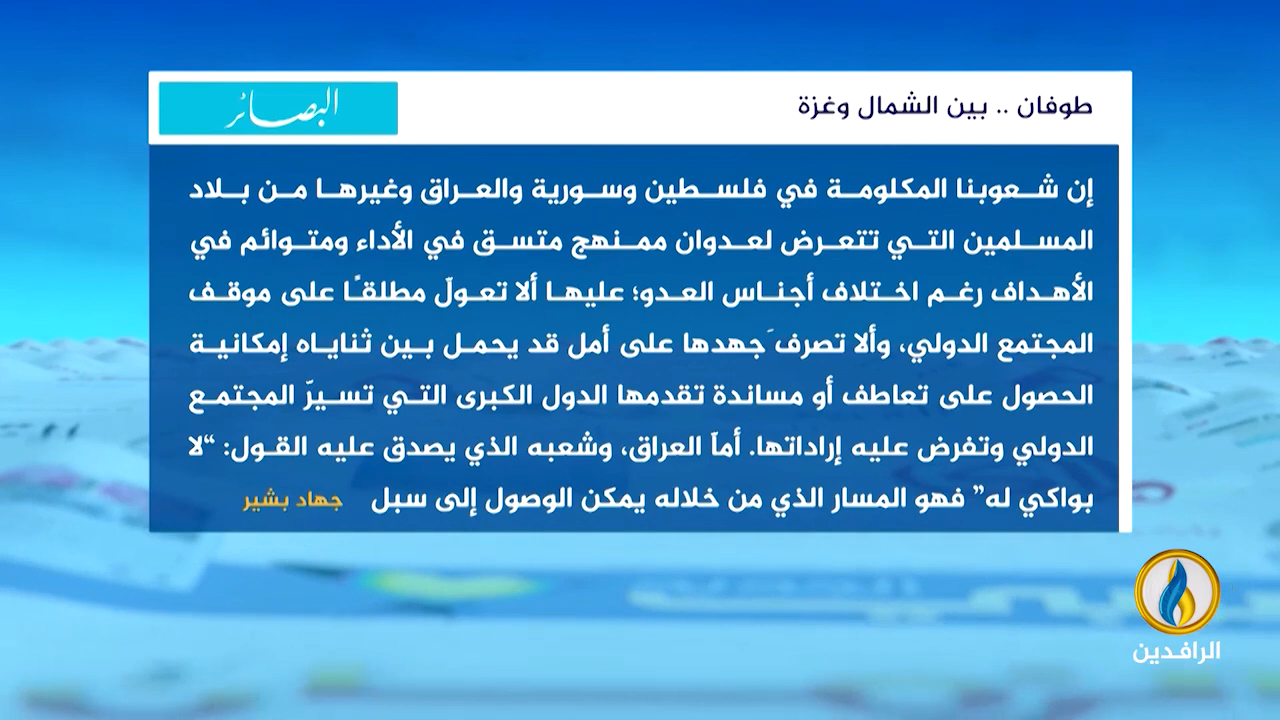 طوفان .. بين الشمال وغزة
البصائر
إن شعوبنا المكلومة في فلسطين وسورية والعراق وغيرها من بلاد
المسلمين التي تتعرض لعدوان ممنهج متسق في الأداء ومتوائم في
الأهداف رغم اختلاف أجناس العدو؛ عليها ألا تعولّ مطلقًا على موقف
المجتمع الدولي، وألا تصرفَ جهدها على أمل قد يحمل بين ثناياه إمكانية
الحصول على تعاطف أو مساندة تقدمها الدول الكبرى التي تسيرّ المجتمع
الدولي وتفرض عليه إراداتها. أماّ العراق، وشعبه الذي يصدق عليه القول: “لا
بواكي له” فهو المسار الذي من خلاله يمكن الوصول إلى سبل جهاد بشير
الرافدين